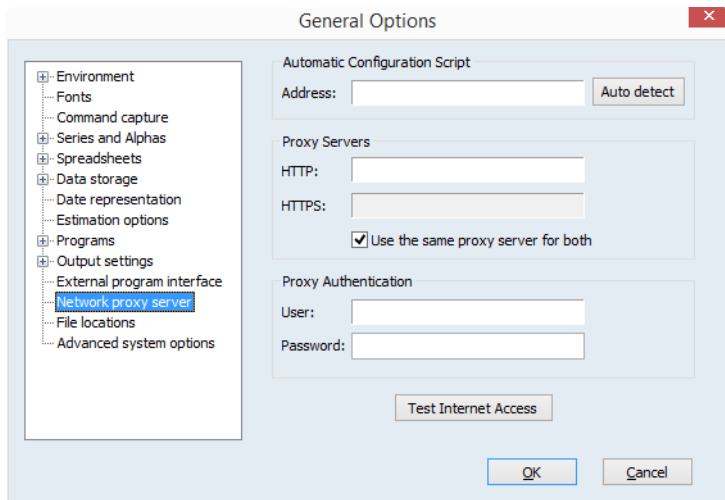 General Options
Environment
Fonts
Command capture
Series and Alphas
Spreadsheets
Data storage
Date representation
Estimation options
Programs
Output settings
External program interface
Network proxy server
File locations
Advanced system options
Automatic Configuration Script
Address:
Auto detect
Proxy Servers
HTTP:
HTTPS:
Use the same proxy server for both
Proxy Authentication
User:
Password:
Test Internet Access
OK
Cancel